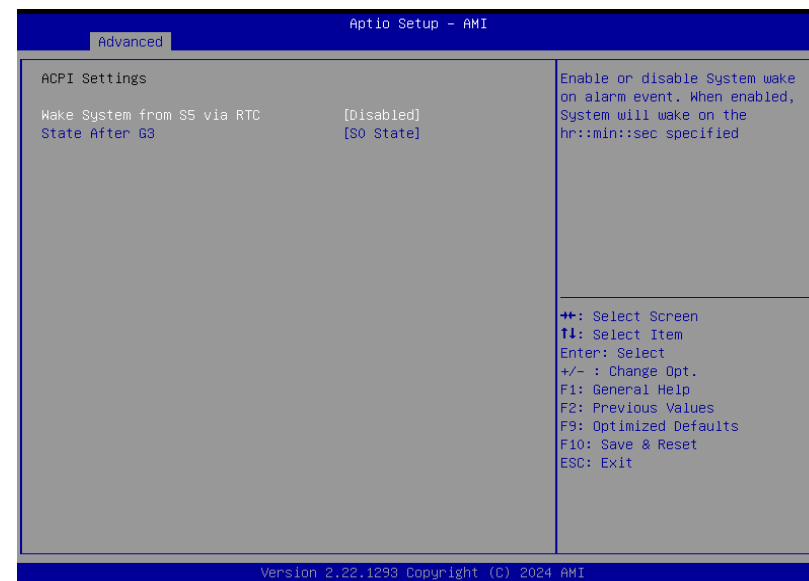 Aptio Setup – AMI
Advanced
ACPI Settings
Wake System from S5 via RTC [Disabled]
State After G3 [S0 State]
Enable or disable System wake
on alarm event. When enabled,
System will wake on the
hr::min::sec specified
→←: Select Screen
↑↓: Select Item
Enter: Select
+/- : Change Opt.
F1: General Help
F2: Previous Values
F9: Optimized Defaults
F10: Save & Reset
ESC: Exit
Version 2.22.1293 Copyright (C) 2024 AMI